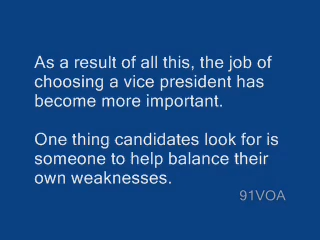 As a result of all this, the job of
choosing a vice president has
become more important.
One thing candidates look for is
someone to help balance their
own weaknesses.
91VOA